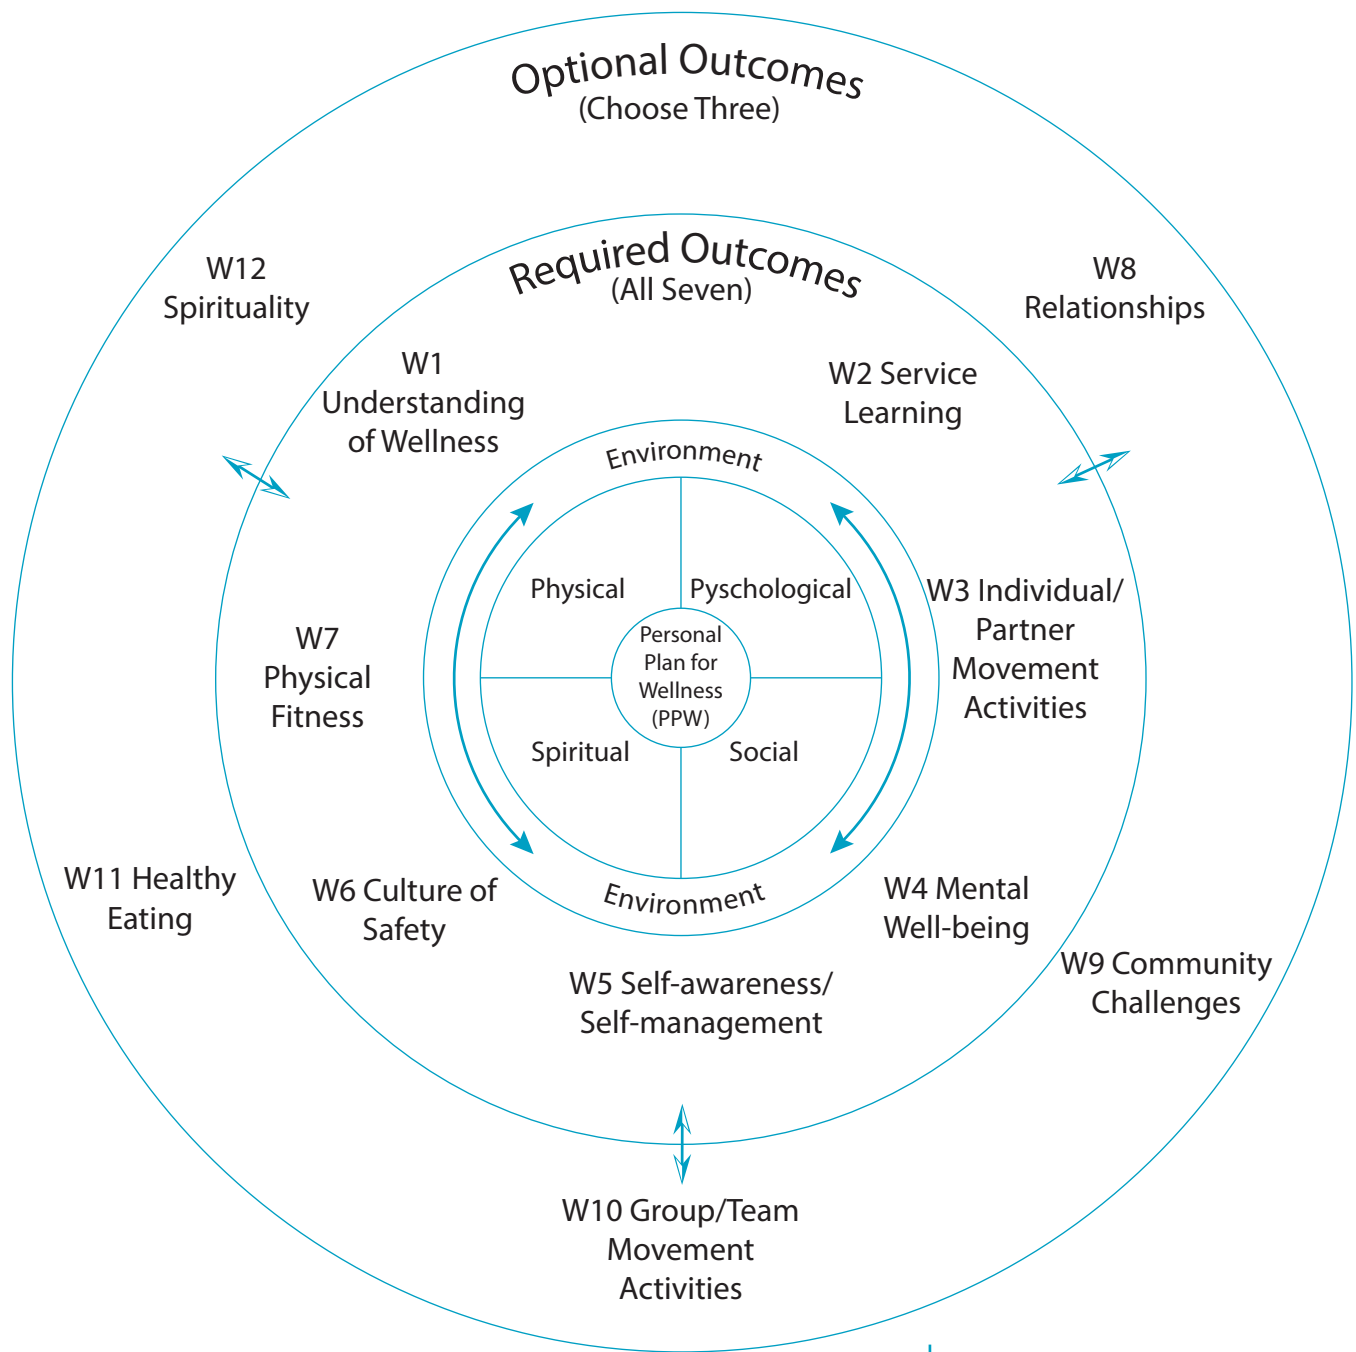 Optional Outcomes
(Choose Three)
W12
Spirituality
W8
Relationships
Required Outcomes
(All Seven)
W1
Understanding
of Wellness
W2 Service
Learning
Environment
Physical
Pyschological
W3 Individual/
Partner
Movement
Activities
W7
Physical
Fitness
Personal
Plan for
Wellness
(PPW)
Spiritual
Social
W11 Healthy
Eating
W6 Culture of
Safety
Environment
W4 Mental
Well-being
W9 Community
Challenges
W5 Self-awareness/
Self-management
W10 Group/Team
Movement
Activities